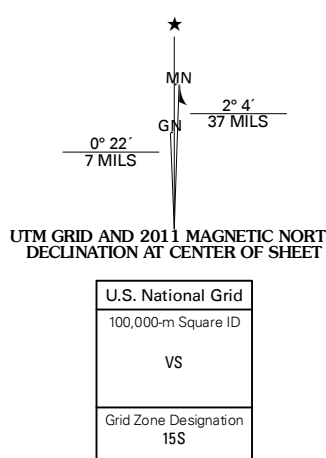 ★
MN
2° 4´
37 MILS
GN
0° 22´
7 MILS
UTM GRID AND 2011 MAGNETIC NORT
DECLINATION AT CENTER OF SHEET
U.S. National Grid
100,000-m Square ID
VS
Grid Zone Designation
15S